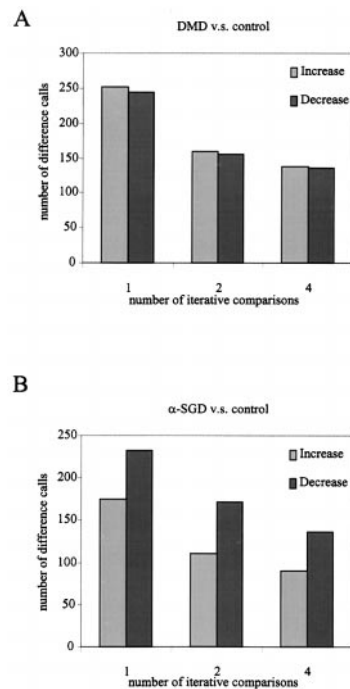 A
DMD v.s. control
300
250
200
150
100
50
0
number of difference calls
Increase
Decrease
1 2 4
number of iterative comparisons
B
α-SGD v.s. control
250
200
150
100
50
0
number of difference calls
Increase
Decrease
1 2 4
number of iterative comparisons